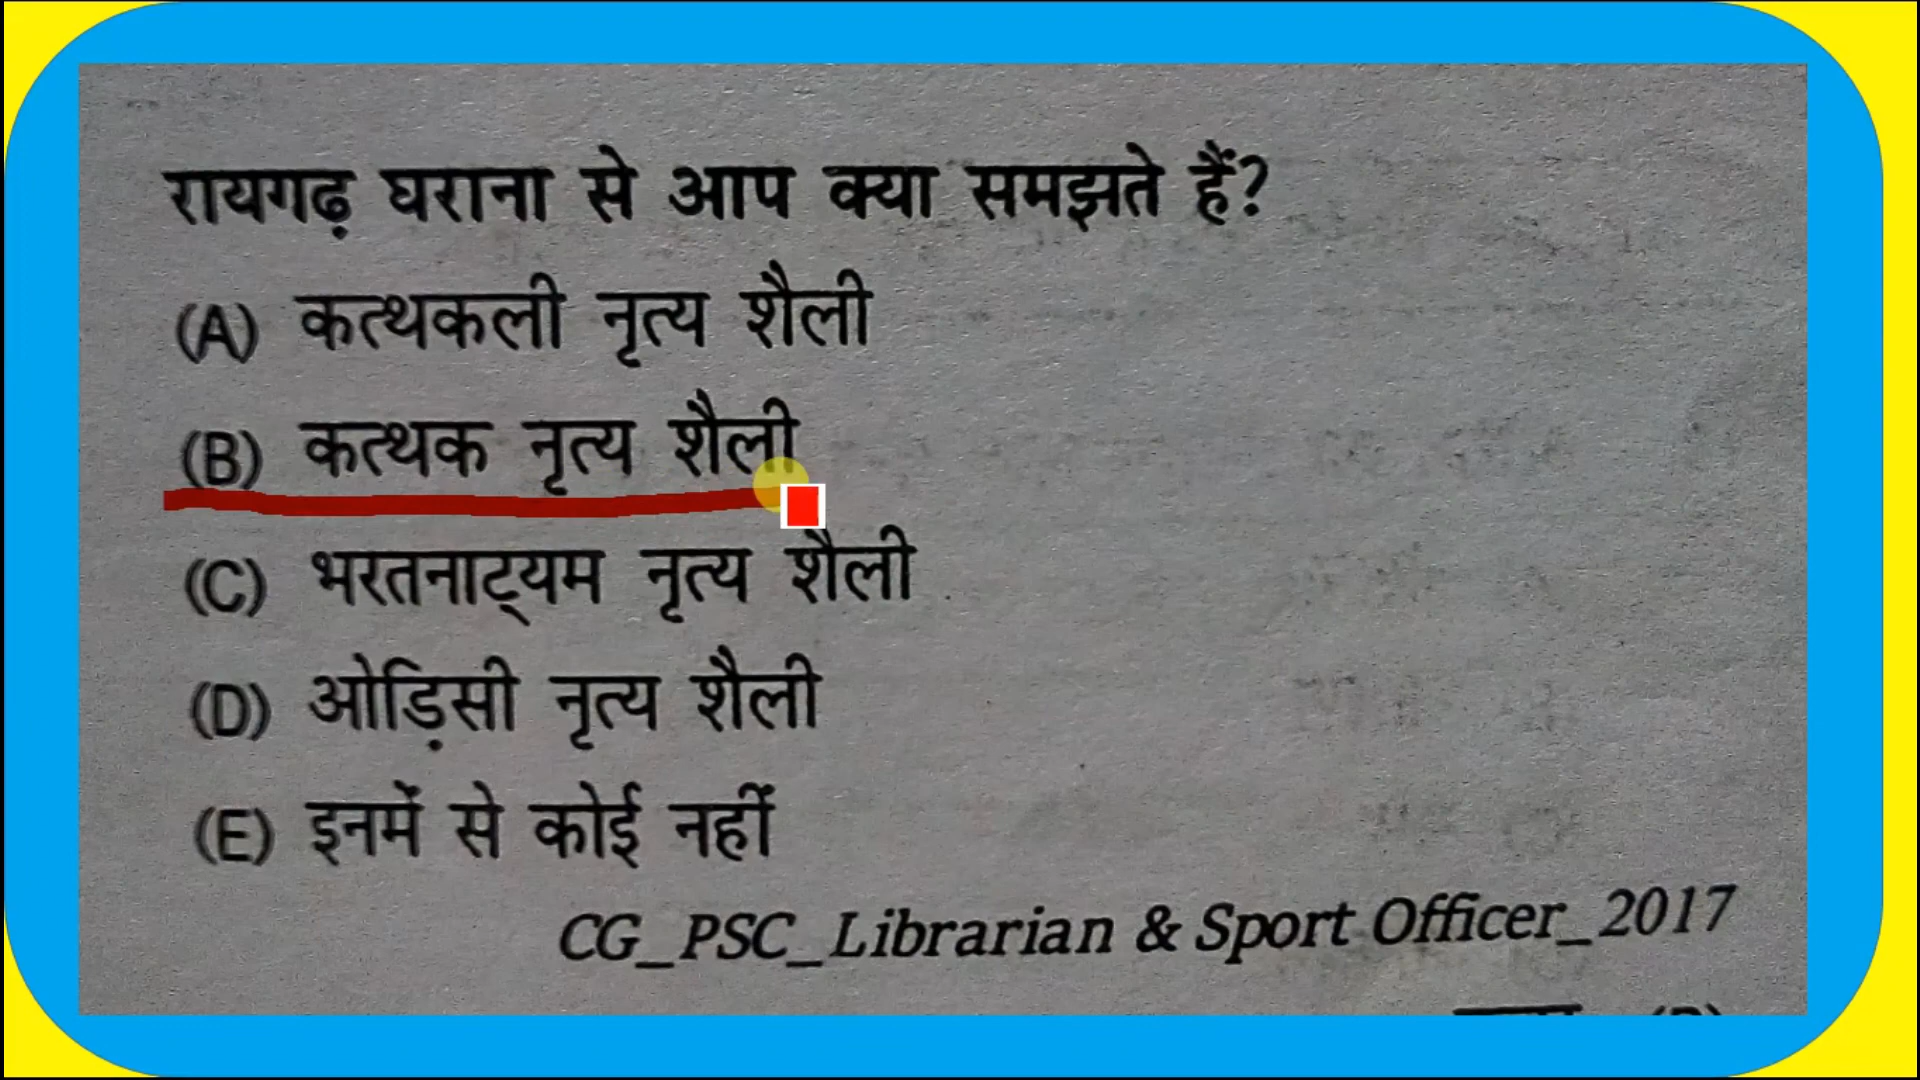 रायगढ़ घराना से आप क्या समझते हैं?
(A) कत्थकली नृत्य शैली
(B) कत्थक नृत्य शैली
(C) भरतनाट्यम नृत्य शैली
(D) ओड़िसी नृत्य शैली
(E) इनमें से कोई नहीं
CG_PSC_Librarian & Sport Officer_2017